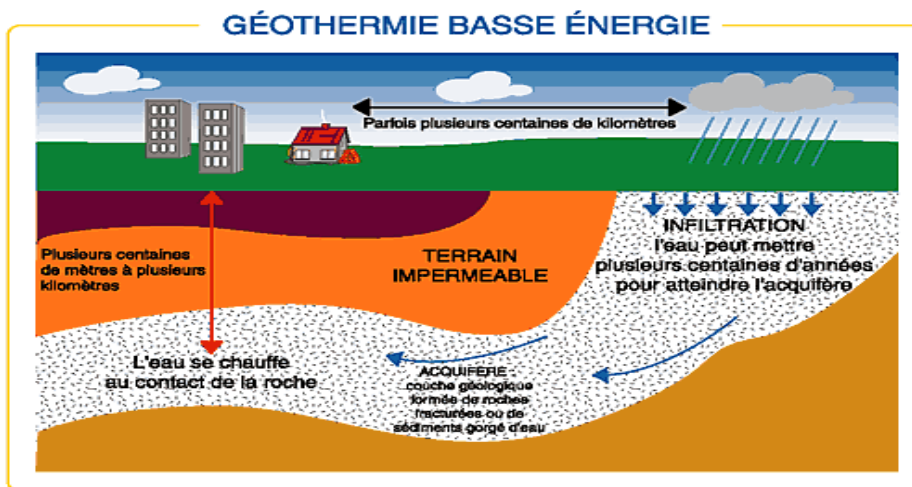 GÉOTHERMIE BASSE ÉNERGIE
Parfois plusieurs centaines de kilomètres
Plusieurs centaines
de mètres à plusieurs
kilomètres
TERRAIN
IMPERMEABLE
INFILTRATION
l'eau peut mettre
plusieurs centaines d'années
pour atteindre l'acquifère
L'eau se chauffe
au contact de la roche
ACQUIFÈRE :
couche géologique
formés de roches
fracturées ou de
sédiments gorgé d'eau